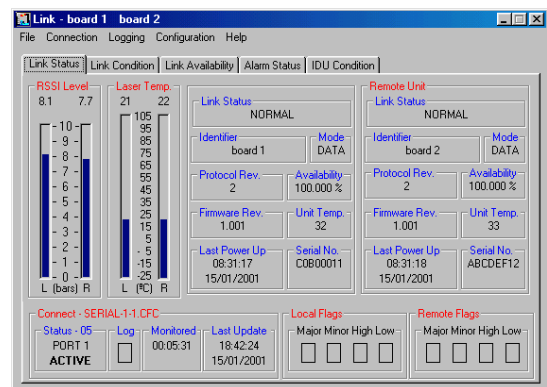 Link - board 1 board 2
File Connection Logging Configuration Help
Link Status Link Condition Link Availability Alarm Status IDU Condition
RSSI Level
8.1 7.7
- 10 -
- 9 -
- 8 -
- 7 -
- 6 -
- 5 -
- 4 -
- 3 -
- 2 -
- 1 -
- 0 -
L (bars) R
Laser Temp.
21 22
105
95
85
75
65
55
45
35
25
15
5
- 5
-15
-25
L (ºC) R
Link Status
NORMAL
Identifier Mode
board 1 DATA
Protocol Rev. Availability
2 100.000 %
Firmware Rev. Unit Temp.
1.001 32
Last Power Up Serial No.
08:31:17 C0B00011
15/01/2001
Remote Unit
Link Status
NORMAL
Identifier Mode
board 2 DATA
Protocol Rev. Availability
2 100.000 %
Firmware Rev. Unit Temp.
1.001 33
Last Power Up Serial No.
08:31:18 ABCDEF12
15/01/2001
Connect - SERIAL-1-1.CFC
Status - 05 Log Monitored Last Update
PORT 1 00:05:31 18:42:24
ACTIVE 15/01/2001
Local Flags
Major Minor High Low
Remote Flags
Major Minor High Low